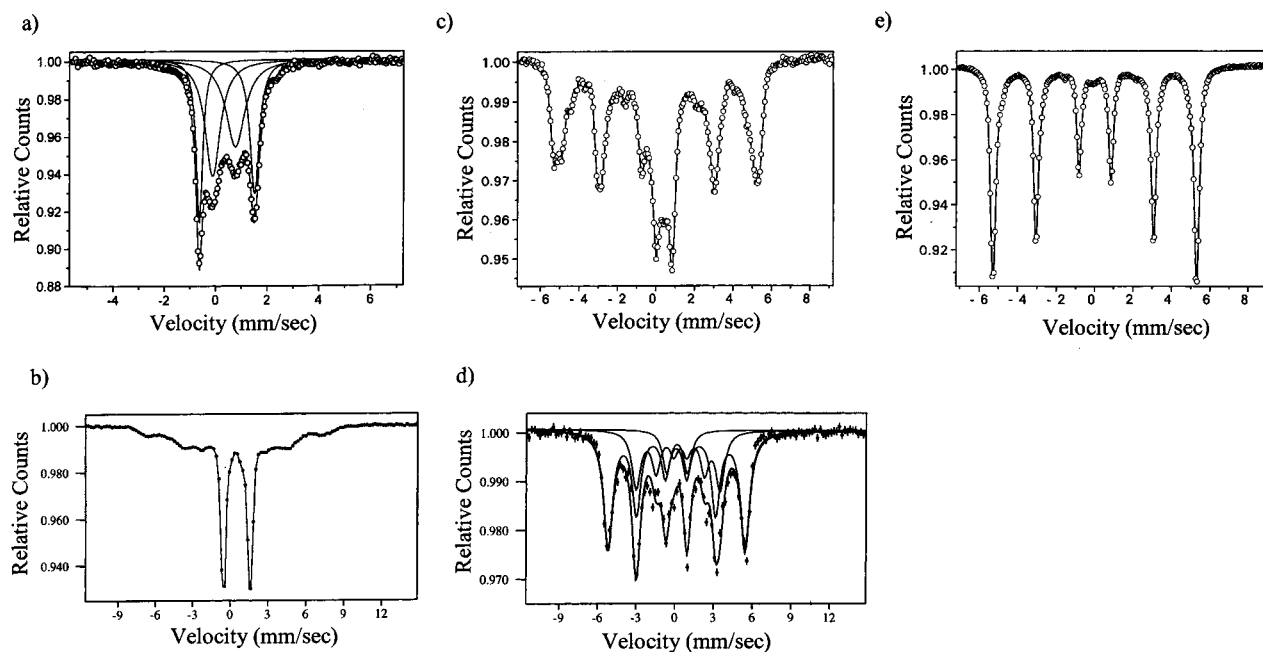 a)
1.00
0.98
0.96
0.94
0.92
0.90
0.88
Relative Counts
-4 -2 0 2 4 6
Velocity (mm/sec)
c)
1.00
0.99
0.98
0.97
0.96
0.95
Relative Counts
- 6 - 4 - 2 0 2 4 6 8
Velocity (mm/sec)
e)
1.00
0.98
0.96
0.94
0.92
Relative Counts
- 6 - 4 - 2 0 2 4 6 8
Velocity (mm/sec)
b)
1.000
0.980
0.960
0.940
Relative Counts
-9 -6 -3 0 3 6 9 12
Velocity (mm/sec)
d)
1.000
0.990
0.980
0.970
Relative Counts
-9 -6 -3 0 3 6 9 12
Velocity (mm/sec)